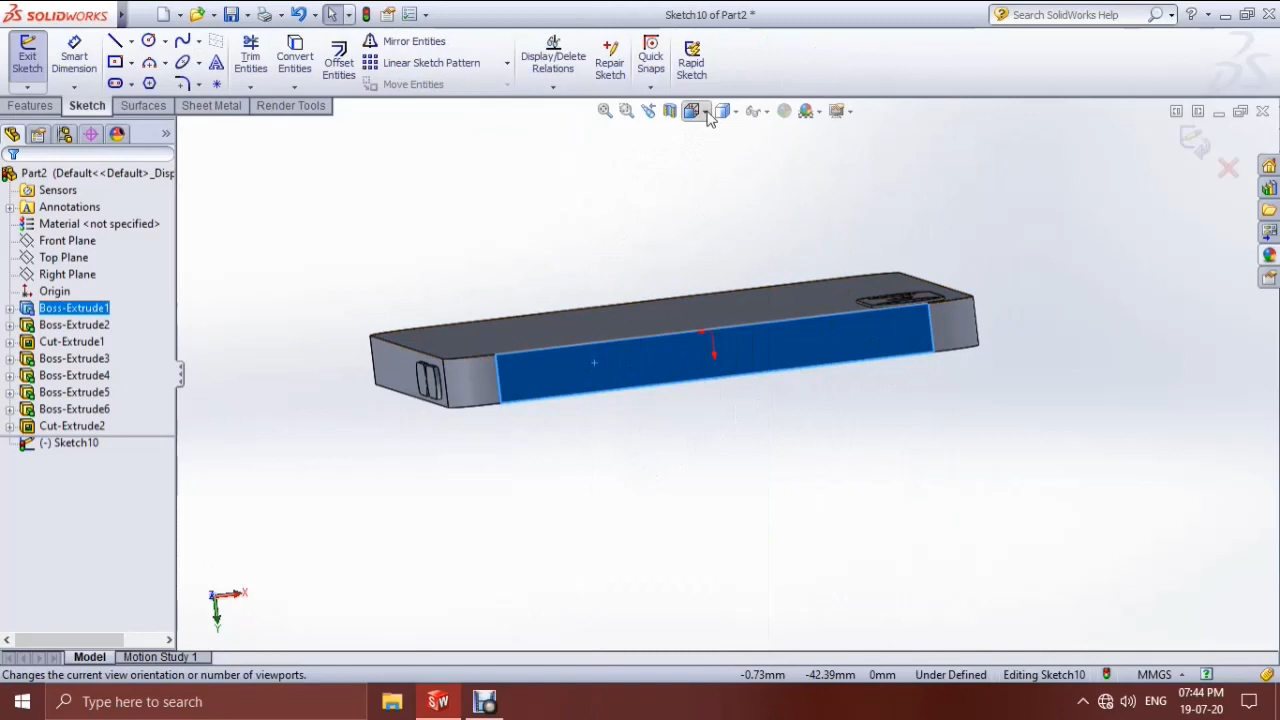 SOLIDWORKS
Sketch10 of Part2 *
Search SolidWorks Help
Exit Sketch
Smart Dimension
Trim Entities
Convert Entities
Offset Entities
Mirror Entities
Linear Sketch Pattern
Move Entities
Display/Delete Relations
Repair Sketch
Quick Snaps
Rapid Sketch
Features
Sketch
Surfaces
Sheet Metal
Render Tools
Part2 (Default<<Default>_Disp
Sensors
Annotations
Material <not specified>
Front Plane
Top Plane
Right Plane
Origin
Boss-Extrude1
Boss-Extrude2
Cut-Extrude1
Boss-Extrude3
Boss-Extrude4
Boss-Extrude5
Boss-Extrude6
Cut-Extrude2
(-) Sketch10
Z
X
Y
Model
Motion Study 1
Changes the current view orientation or number of viewports.
-0.73mm
-42.39mm
0mm
Under Defined
Editing Sketch10
MMGS
Type here to search
ENG
07:44 PM
19-07-20